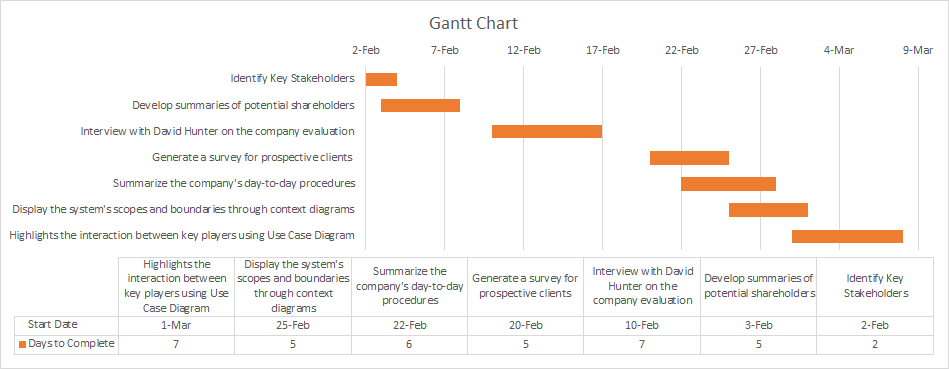 Gantt Chart
2-Feb 7-Feb 12-Feb 17-Feb 22-Feb 27-Feb 4-Mar 9-Mar
Identify Key Stakeholders
Develop summaries of potential shareholders
Interview with David Hunter on the company evaluation
Generate a survey for prospective clients
Summarize the company's day-to-day procedures
Display the system's scopes and boundaries through context diagrams
Highlights the interaction between key players using Use Case Diagram
Highlights the
interaction between
key players using Use
Case Diagram
Display the system's
scopes and boundaries
through context
diagrams
Summarize the
company's day-to-day
procedures
Generate a survey for
prospective clients
Interview with David
Hunter on the
company evaluation
Develop summaries of
potential shareholders
Identify Key
Stakeholders
Start Date 1-Mar 25-Feb 22-Feb 20-Feb 10-Feb 3-Feb 2-Feb
Days to Complete 7 5 6 5 7 5 2